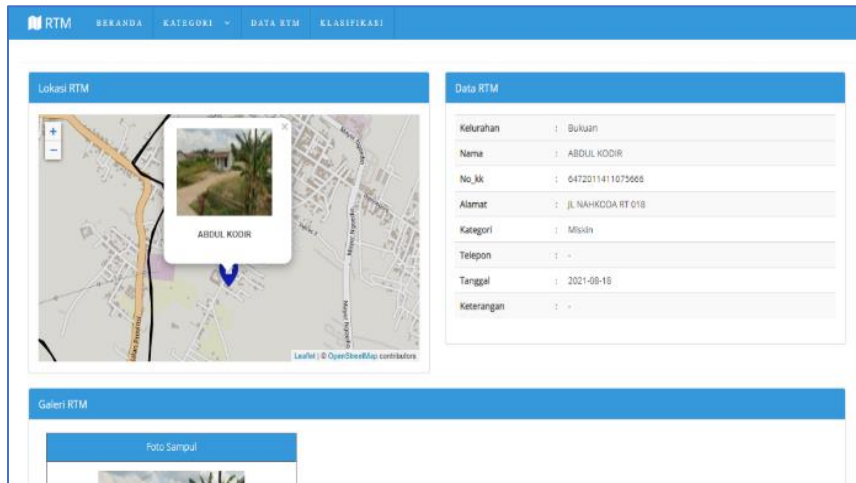 RTM BERANDA KATEGORI DATA RTM KLASIFIKASI
Lokasi RTM
+
−
×
ABDUL KODIR
Leaflet | © OpenStreetMap contributors
Data RTM
Kelurahan : Bukuan
Nama : ABDUL KODIR
No_kk : 6472011411075666
Alamat : JL NAHKODA RT 018
Kategori : Miskin
Telepon : -
Tanggal : 2021-08-18
Keterangan : -
Galeri RTM
Foto Sampul